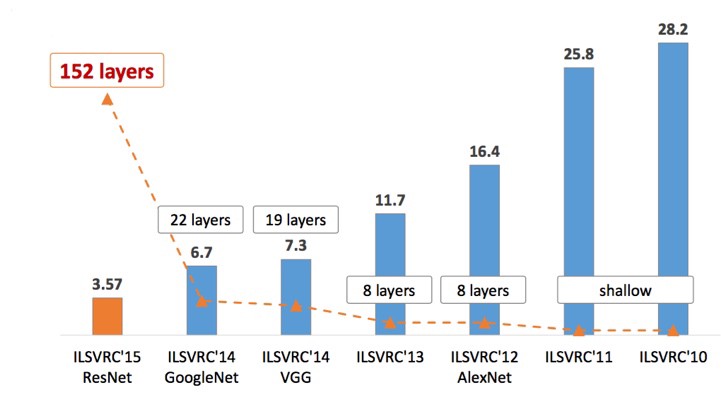 28.2
25.8
152 layers
16.4
11.7
22 layers
19 layers
6.7
7.3
3.57
8 layers
8 layers
shallow
ILSVRC'15
ResNet
ILSVRC'14
GoogleNet
ILSVRC'14
VGG
ILSVRC'13
ILSVRC'12
AlexNet
ILSVRC'11
ILSVRC'10